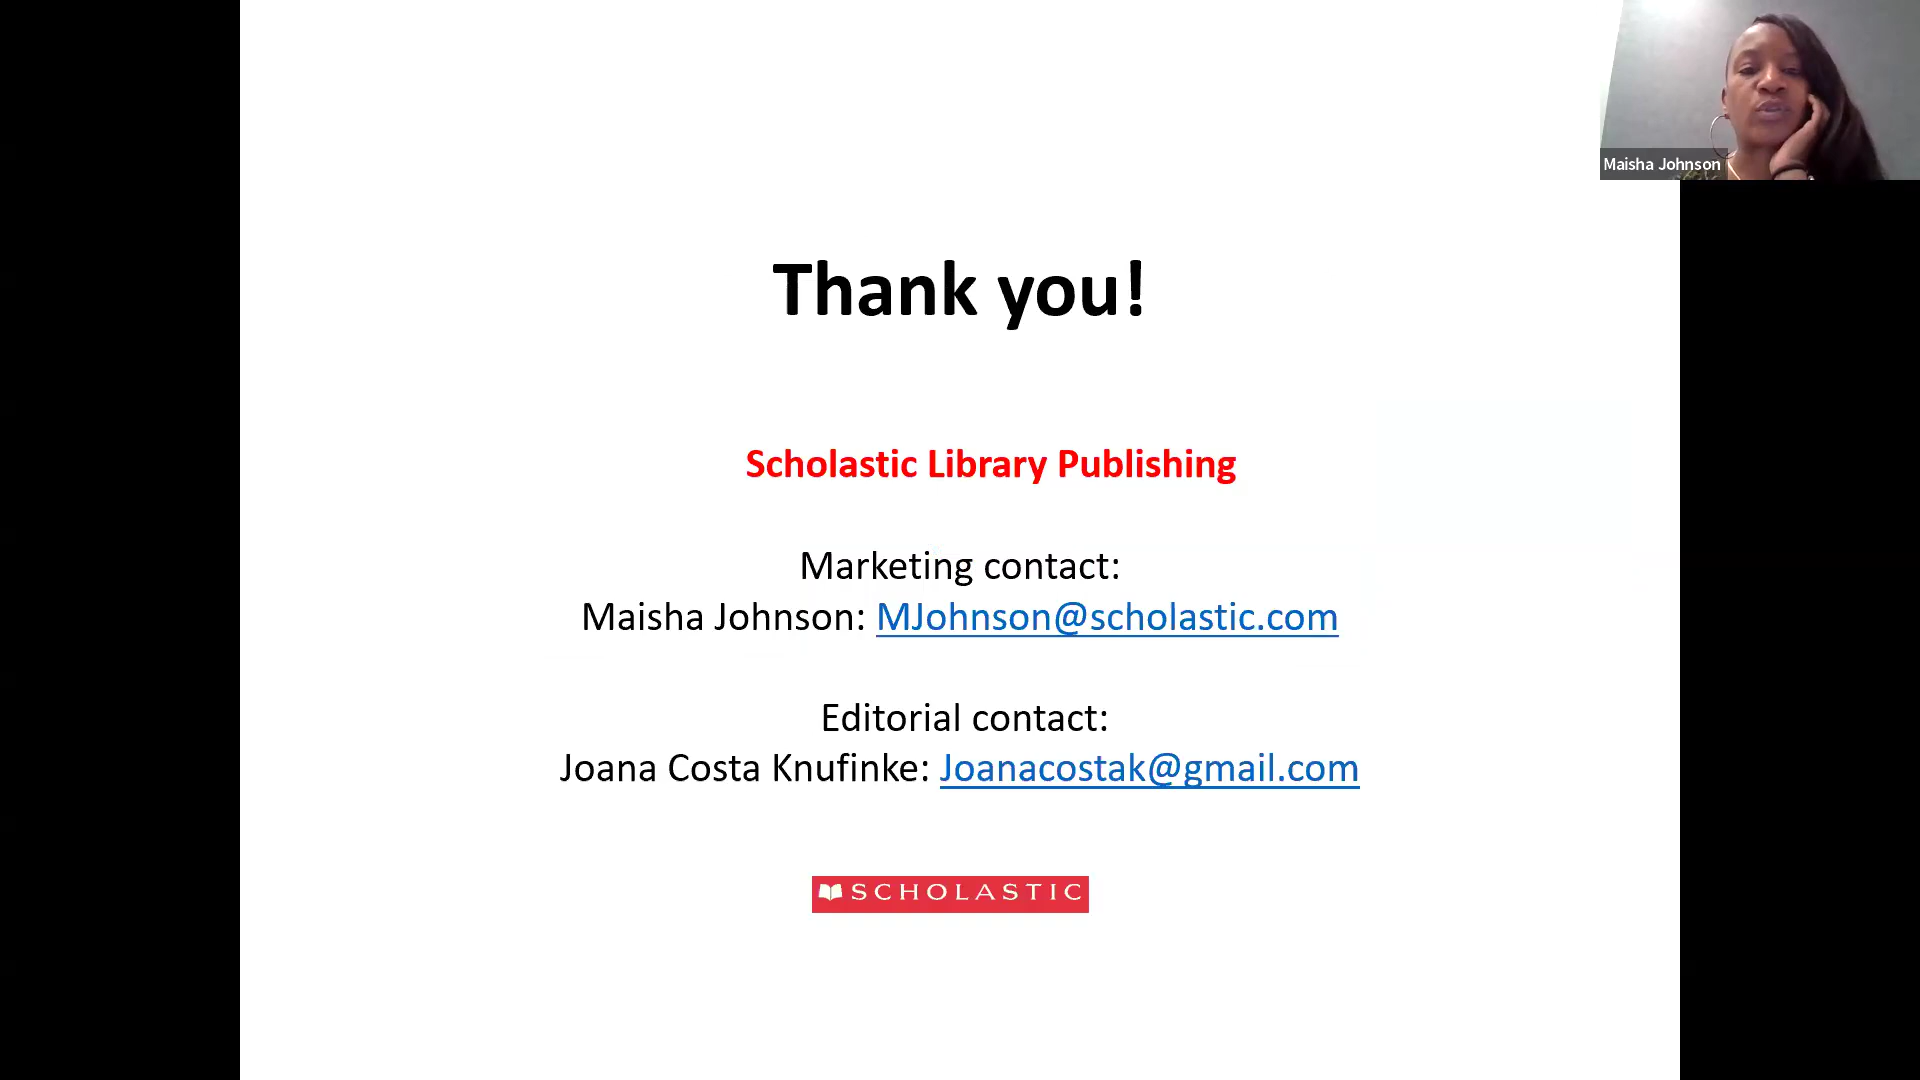 Maisha Johnson
Thank you!
Scholastic Library Publishing
Marketing contact:
Maisha Johnson: MJohnson@scholastic.com
Editorial contact:
Joana Costa Knufinke: Joanacostak@gmail.com
SCHOLASTIC